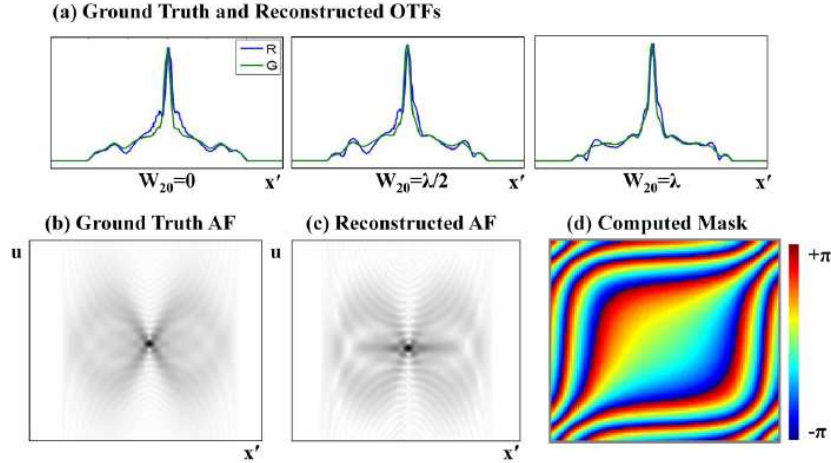 (a) Ground Truth and Reconstructed OTFs
R
G
W₂₀=0 x′ W₂₀=λ/2 x′ W₂₀=λ x′
(b) Ground Truth AF (c) Reconstructed AF (d) Computed Mask
u u +π
-π
x′ x′